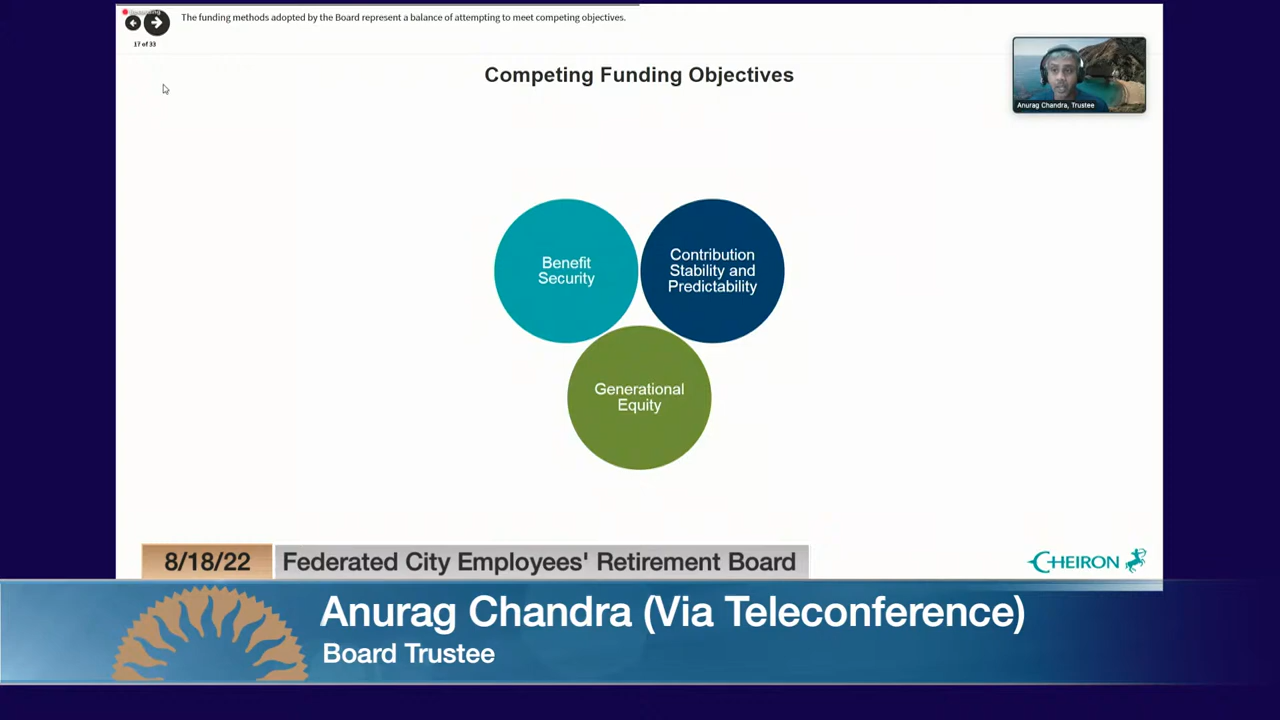 Recording
The funding methods adopted by the Board represent a balance of attempting to meet competing objectives.
17 of 33
Competing Funding Objectives
Anurag Chandra, Trustee
Benefit
Security
Contribution
Stability and
Predictability
Generational
Equity
8/18/22
Federated City Employees' Retirement Board
CHEIRON
Anurag Chandra (Via Teleconference)
Board Trustee